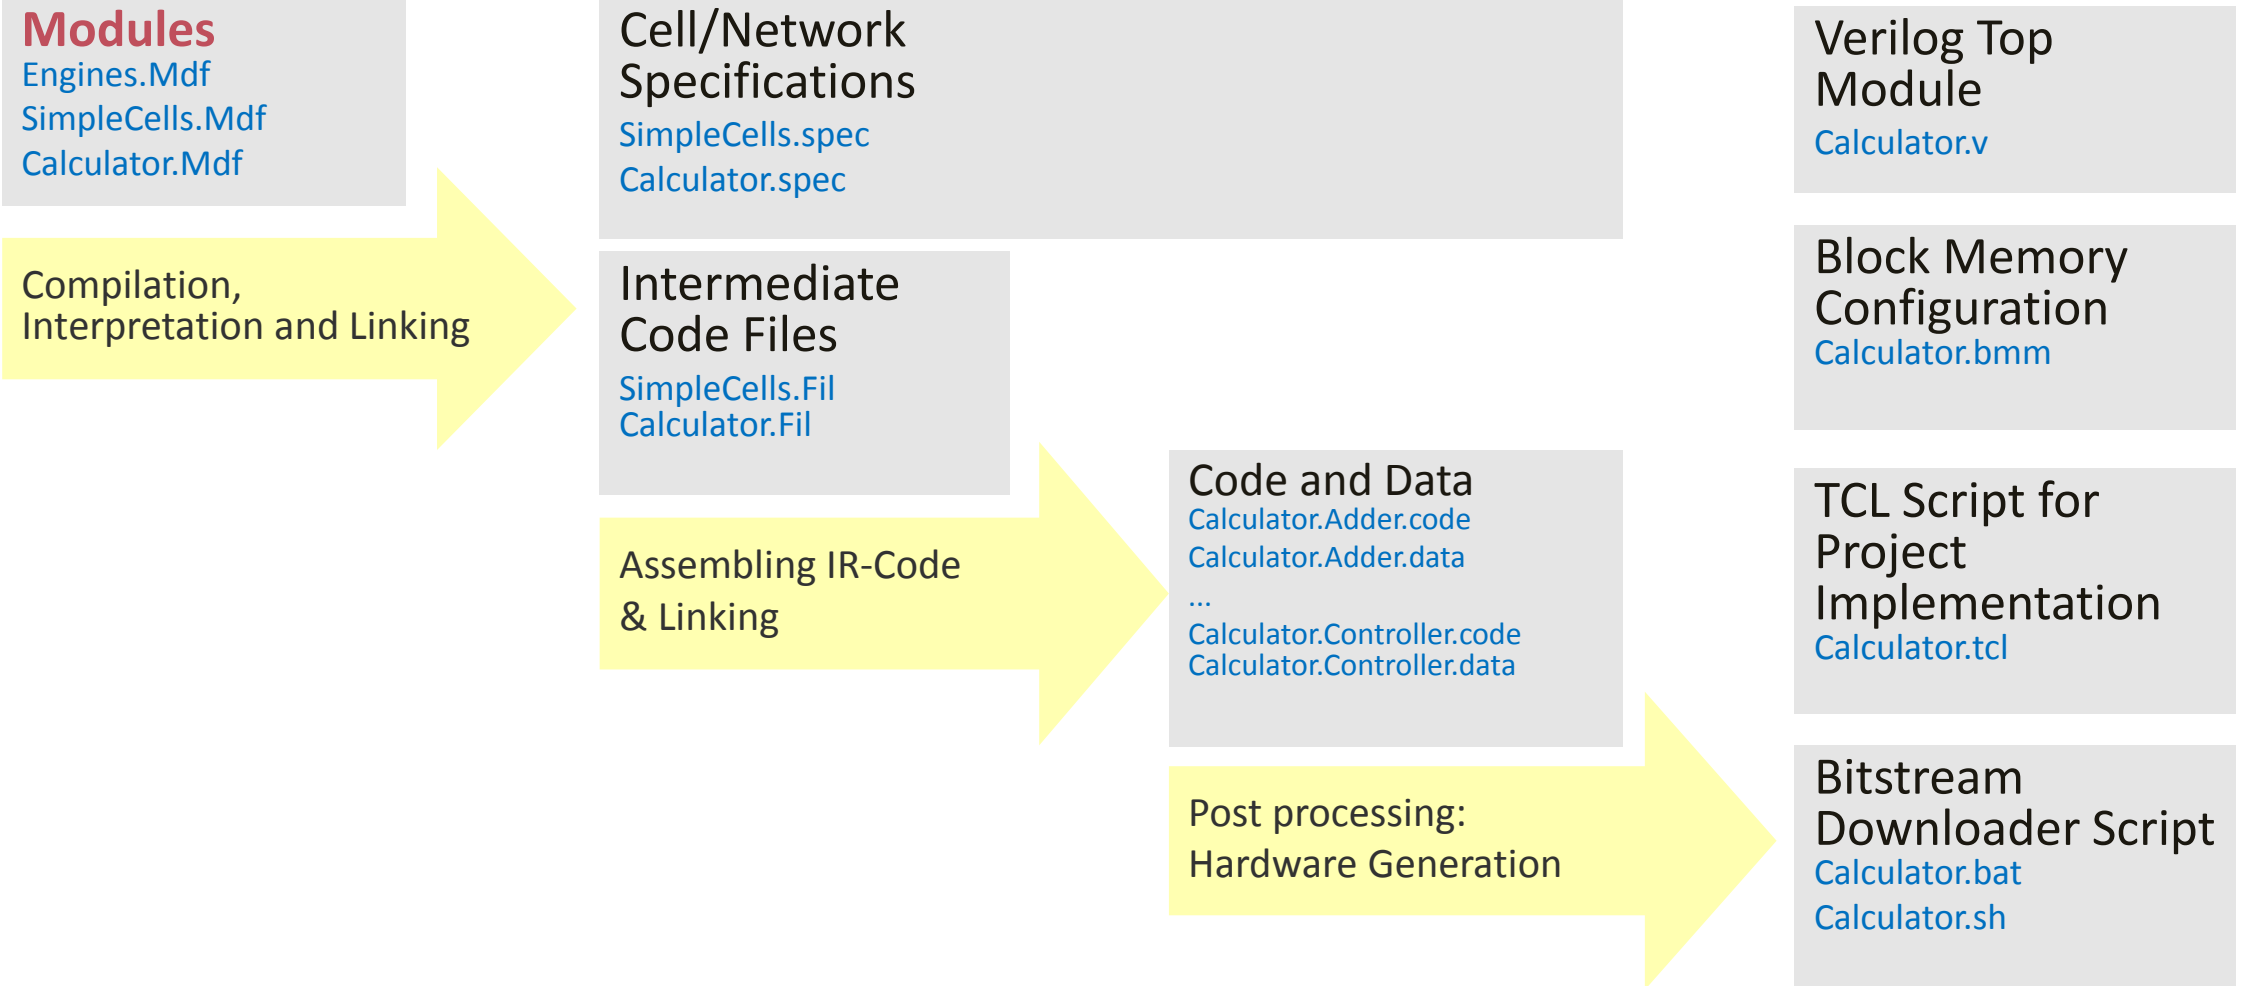 Modules
Engines.Mdf
SimpleCells.Mdf
Calculator.Mdf
Compilation,
Interpretation and Linking
Cell/Network
Specifications
SimpleCells.spec
Calculator.spec
Intermediate
Code Files
SimpleCells.Fil
Calculator.Fil
Assembling IR-Code
& Linking
Code and Data
Calculator.Adder.code
Calculator.Adder.data
...
Calculator.Controller.code
Calculator.Controller.data
Post processing:
Hardware Generation
Verilog Top
Module
Calculator.v
Block Memory
Configuration
Calculator.bmm
TCL Script for
Project
Implementation
Calculator.tcl
Bitstream
Downloader Script
Calculator.bat
Calculator.sh